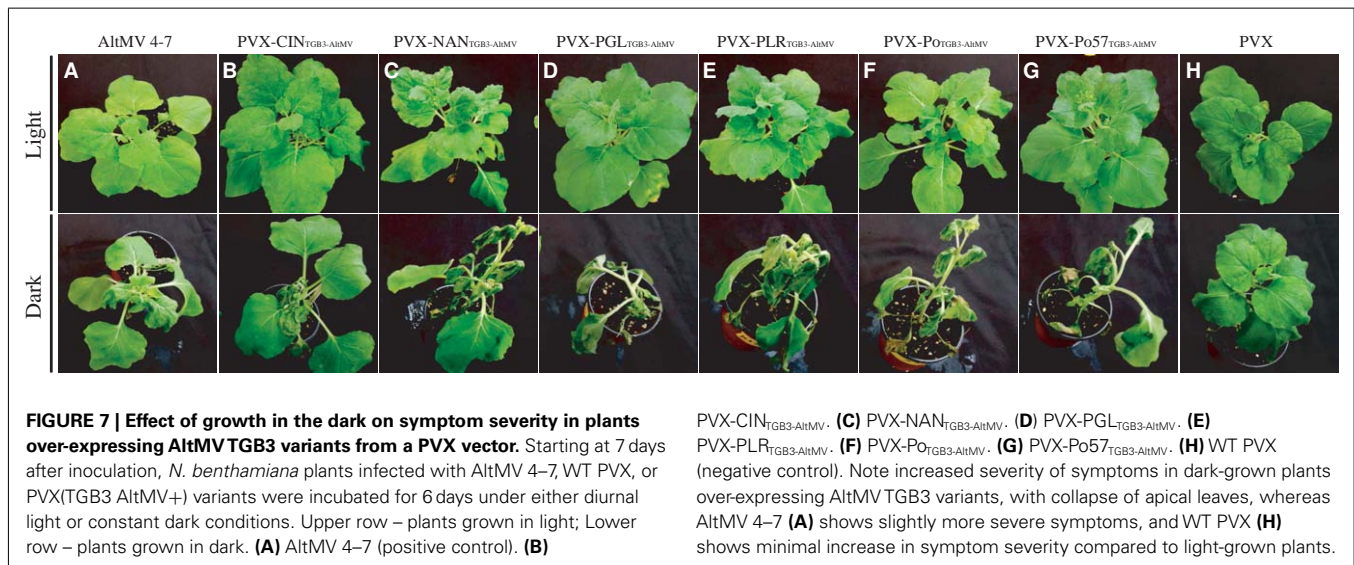 AltMV 4-7 PVX-CINTGB3-AltMV PVX-NANTGB3-AltMV PVX-PGLTGB3-AltMV PVX-PLRTGB3-AltMV PVX-PoTGB3-AltMV PVX-Po57TGB3-AltMV PVX
A B C D E F G H
Light
Dark
FIGURE 7 | Effect of growth in the dark on symptom severity in plants
over-expressing AltMV TGB3 variants from a PVX vector. Starting at 7 days
after inoculation, N. benthamiana plants infected with AltMV 4–7, WT PVX, or
PVX(TGB3 AltMV+) variants were incubated for 6 days under either diurnal
light or constant dark conditions. Upper row – plants grown in light; Lower
row – plants grown in dark. (A) AltMV 4–7 (positive control). (B)
PVX-CINTGB3-AltMV. (C) PVX-NANTGB3-AltMV. (D) PVX-PGLTGB3-AltMV. (E)
PVX-PLRTGB3-AltMV. (F) PVX-PoTGB3-AltMV. (G) PVX-Po57TGB3-AltMV. (H) WT PVX
(negative control). Note increased severity of symptoms in dark-grown plants
over-expressing AltMV TGB3 variants, with collapse of apical leaves, whereas
AltMV 4–7 (A) shows slightly more severe symptoms, and WT PVX (H)
shows minimal increase in symptom severity compared to light-grown plants.